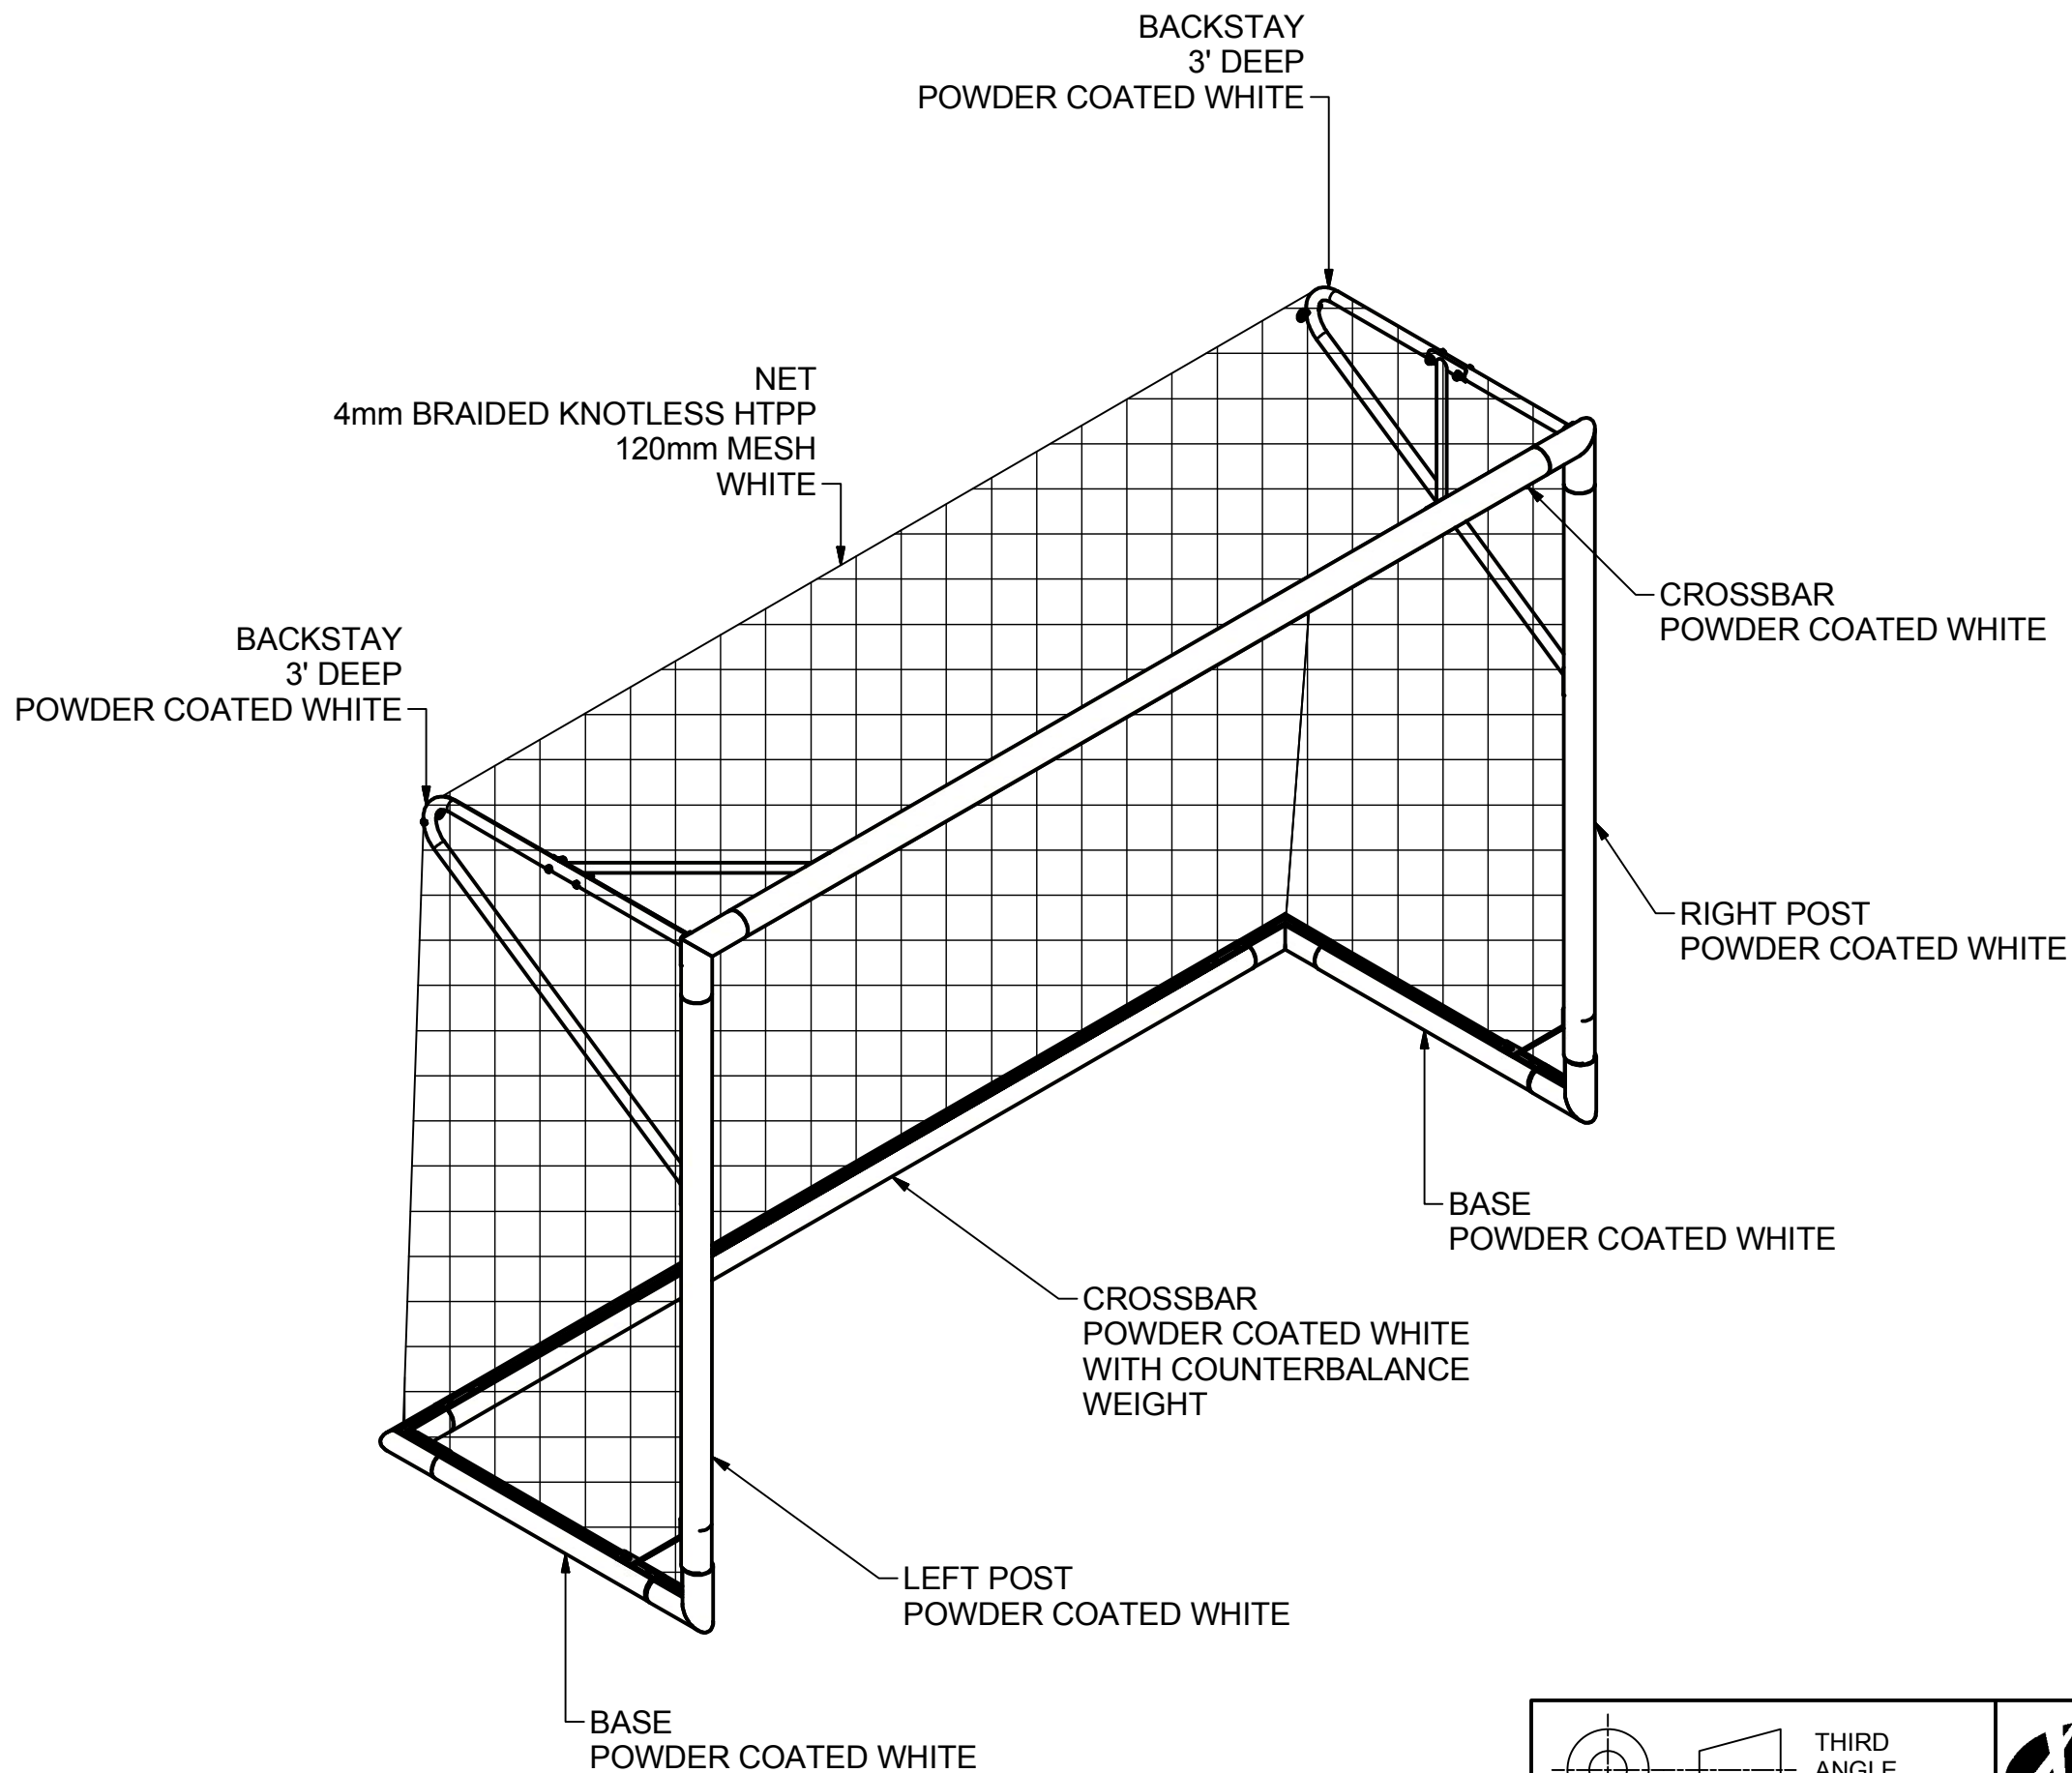 BACKSTAY
3' DEEP
POWDER COATED WHITE
NET
4mm BRAIDED KNOTLESS HTPP
120mm MESH
WHITE
CROSSBAR
POWDER COATED WHITE
BACKSTAY
3' DEEP
POWDER COATED WHITE
RIGHT POST
POWDER COATED WHITE
BASE
POWDER COATED WHITE
CROSSBAR
POWDER COATED WHITE
WITH COUNTERBALANCE
WEIGHT
LEFT POST
POWDER COATED WHITE
BASE
POWDER COATED WHITE
THIRD
ANGLE